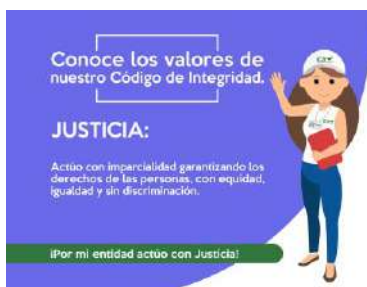 Conoce los valores de
nuestro Código de Integridad.
JUSTICIA:
Actúo con imparcialidad garantizando los
derechos de las personas, con equidad,
igualdad y sin discriminación.
¡Por mi entidad actúo con Justicia!